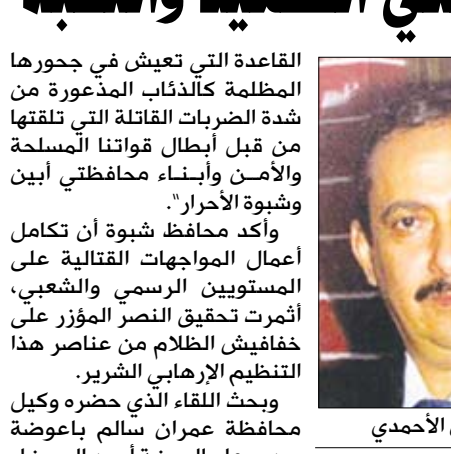 والنخبة
القاعدة التي تعيش في جحورها
المظلمة كالذئاب المذعورة من
شدة الضربات القاتلة التي تلقتها
من قبل أبطال قواتنا المسلحة
والأمـن وأبـنـاء محافظتي أبين
وشبوة الأحرار".
وأكد محافظ شبوة أن تكامل
أعمال المواجهات القتالية على
المستويين الرسمي والشعبي،
أثمرت تحقيق النصر المؤزر على
خفافيش الظلام من عناصر هذا
التنظيم الإرهابي الشرير.
وبحث اللقاء الذي حضره وكيل
محافظة عمران سالم باعوضة
الأحمدي